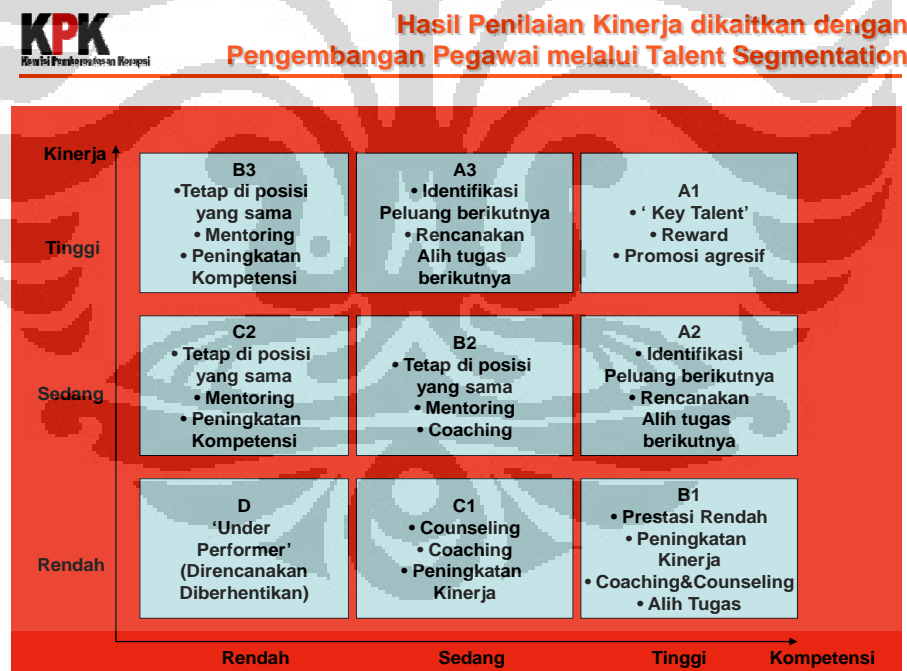 KPK
Komisi Pemberantasan Korupsi
Hasil Penilaian Kinerja dikaitkan dengan
Pengembangan Pegawai melalui Talent Segmentation
Kinerja
B3
•Tetap di posisi
yang sama
• Mentoring
• Peningkatan
Kompetensi
A3
• Identifikasi
Peluang berikutnya
• Rencanakan
Alih tugas
berikutnya
A1
• ‘ Key Talent’
• Reward
• Promosi agresif
Tinggi
C2
• Tetap di posisi
yang sama
• Mentoring
• Peningkatan
Kompetensi
B2
• Tetap di posisi
yang sama
• Mentoring
• Coaching
A2
• Identifikasi
Peluang berikutnya
• Rencanakan
Alih tugas
berikutnya
Sedang
D
‘Under
Performer’
(Direncanakan
Diberhentikan)
C1
• Counseling
• Coaching
• Peningkatan
Kinerja
B1
• Prestasi Rendah
• Peningkatan
Kinerja
• Coaching&Counseling
• Alih Tugas
Rendah
Rendah
Sedang
Tinggi
Kompetensi